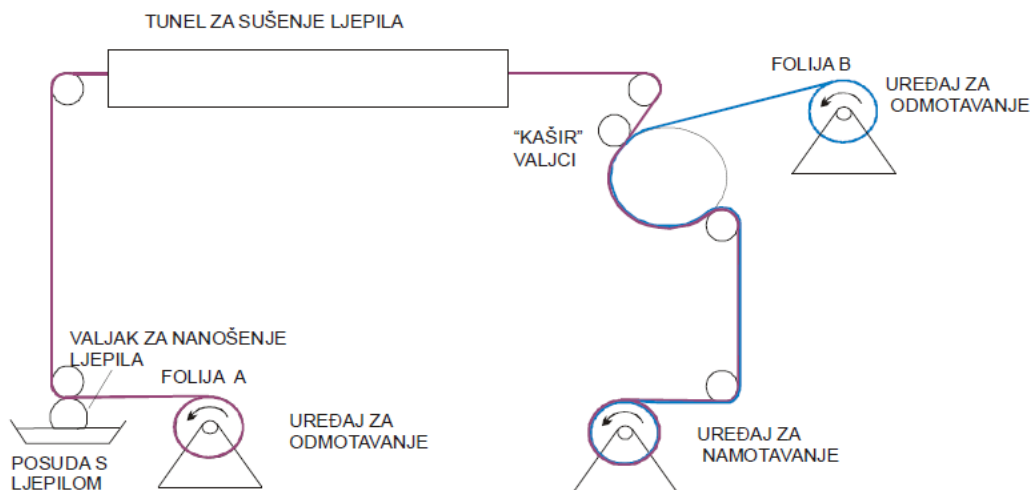 TUNEL ZA SUŠENJE LJEPILA
FOLIJA B
UREĐAJ ZA
ODMOTAVANJE
“KAŠIR”
VALJCI
VALJAK ZA NANOŠENJE
LJEPILA
FOLIJA A
UREĐAJ ZA
ODMOTAVANJE
POSUDA S
LJEPILOM
UREĐAJ ZA
NAMOTAVANJE